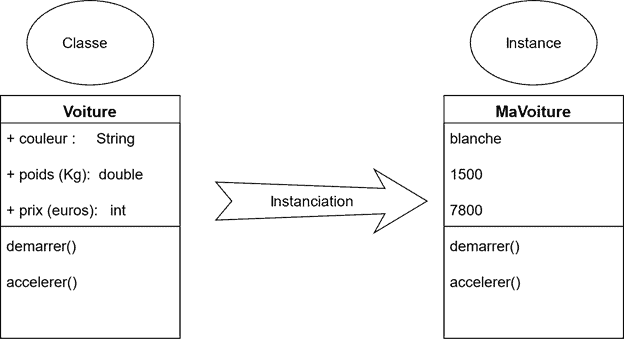 Classe
Instance
Voiture
+ couleur : String
+ poids (Kg): double
+ prix (euros): int
demarrer()
accelerer()
Instanciation
MaVoiture
blanche
1500
7800
demarrer()
accelerer()